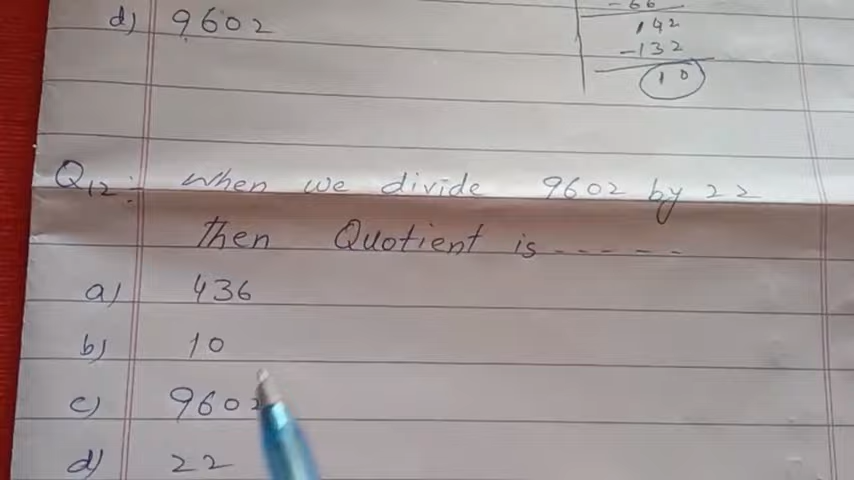 d) 9602
-66
142
-132
10
Q12:- when we divide 9602 by 22
then Quotient is -----
a) 436
b) 10
c) 9602
d) 22